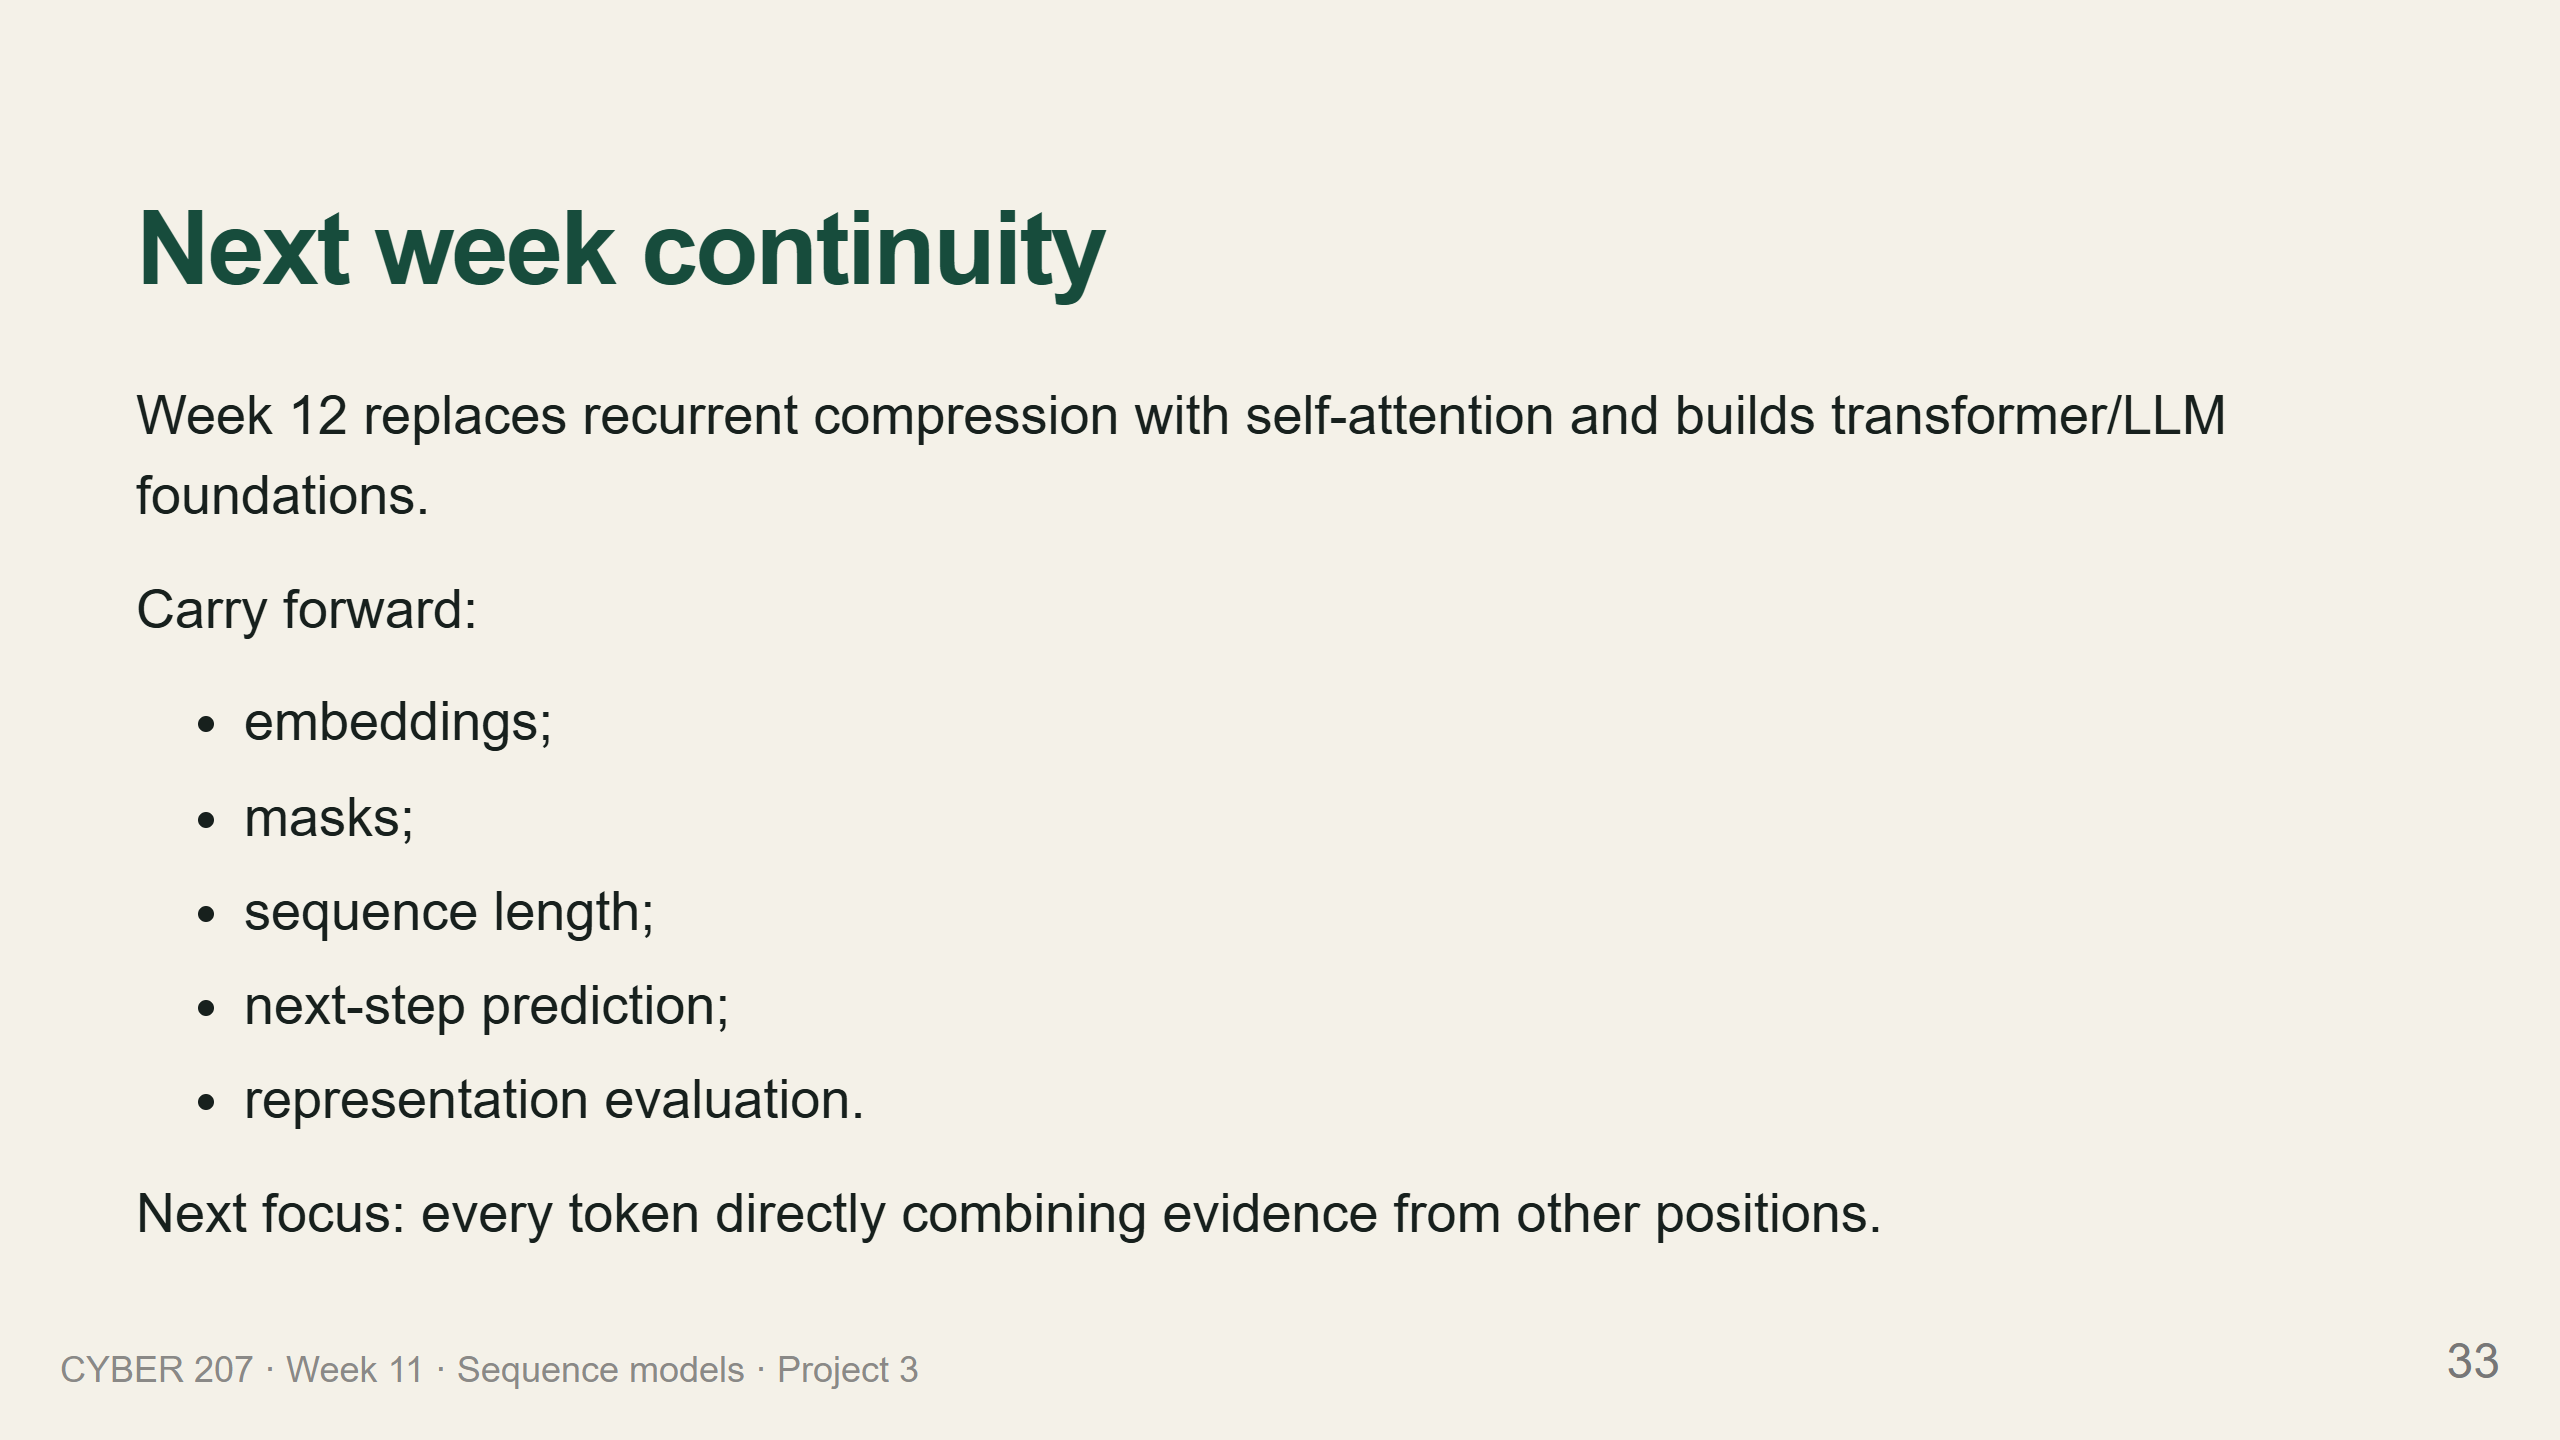 Next week continuity
Week 12 replaces recurrent compression with self-attention and builds transformer/LLM
foundations.
Carry forward:
• embeddings;
• masks;
• sequence length;
• next-step prediction;
• representation evaluation.
Next focus: every token directly combining evidence from other positions.
CYBER 207 · Week 11 · Sequence models · Project 3
33